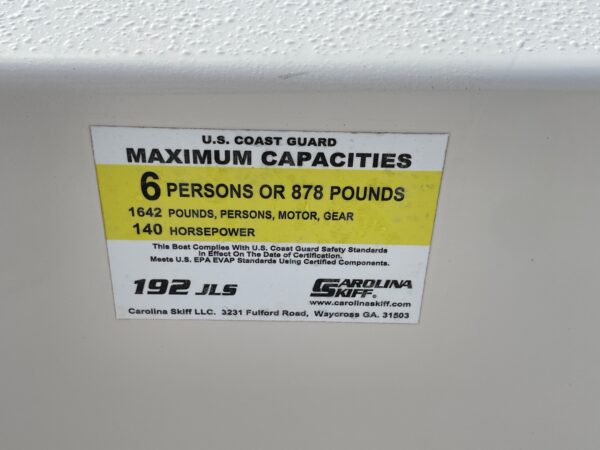 U.S. COAST GUARD
MAXIMUM CAPACITIES
6 PERSONS OR 878 POUNDS
1642 POUNDS, PERSONS, MOTOR, GEAR
140 HORSEPOWER
This Boat Complies With U.S. Coast Guard Safety Standards
In Effect On The Date of Certification.
Meets U.S. EPA EVAP Standards Using Certified Components.
192 JLS
CAROLINA
SKIFF®
www.carolinaskiff.com
Carolina Skiff LLC. 3231 Fulford Road, Waycross GA. 31503